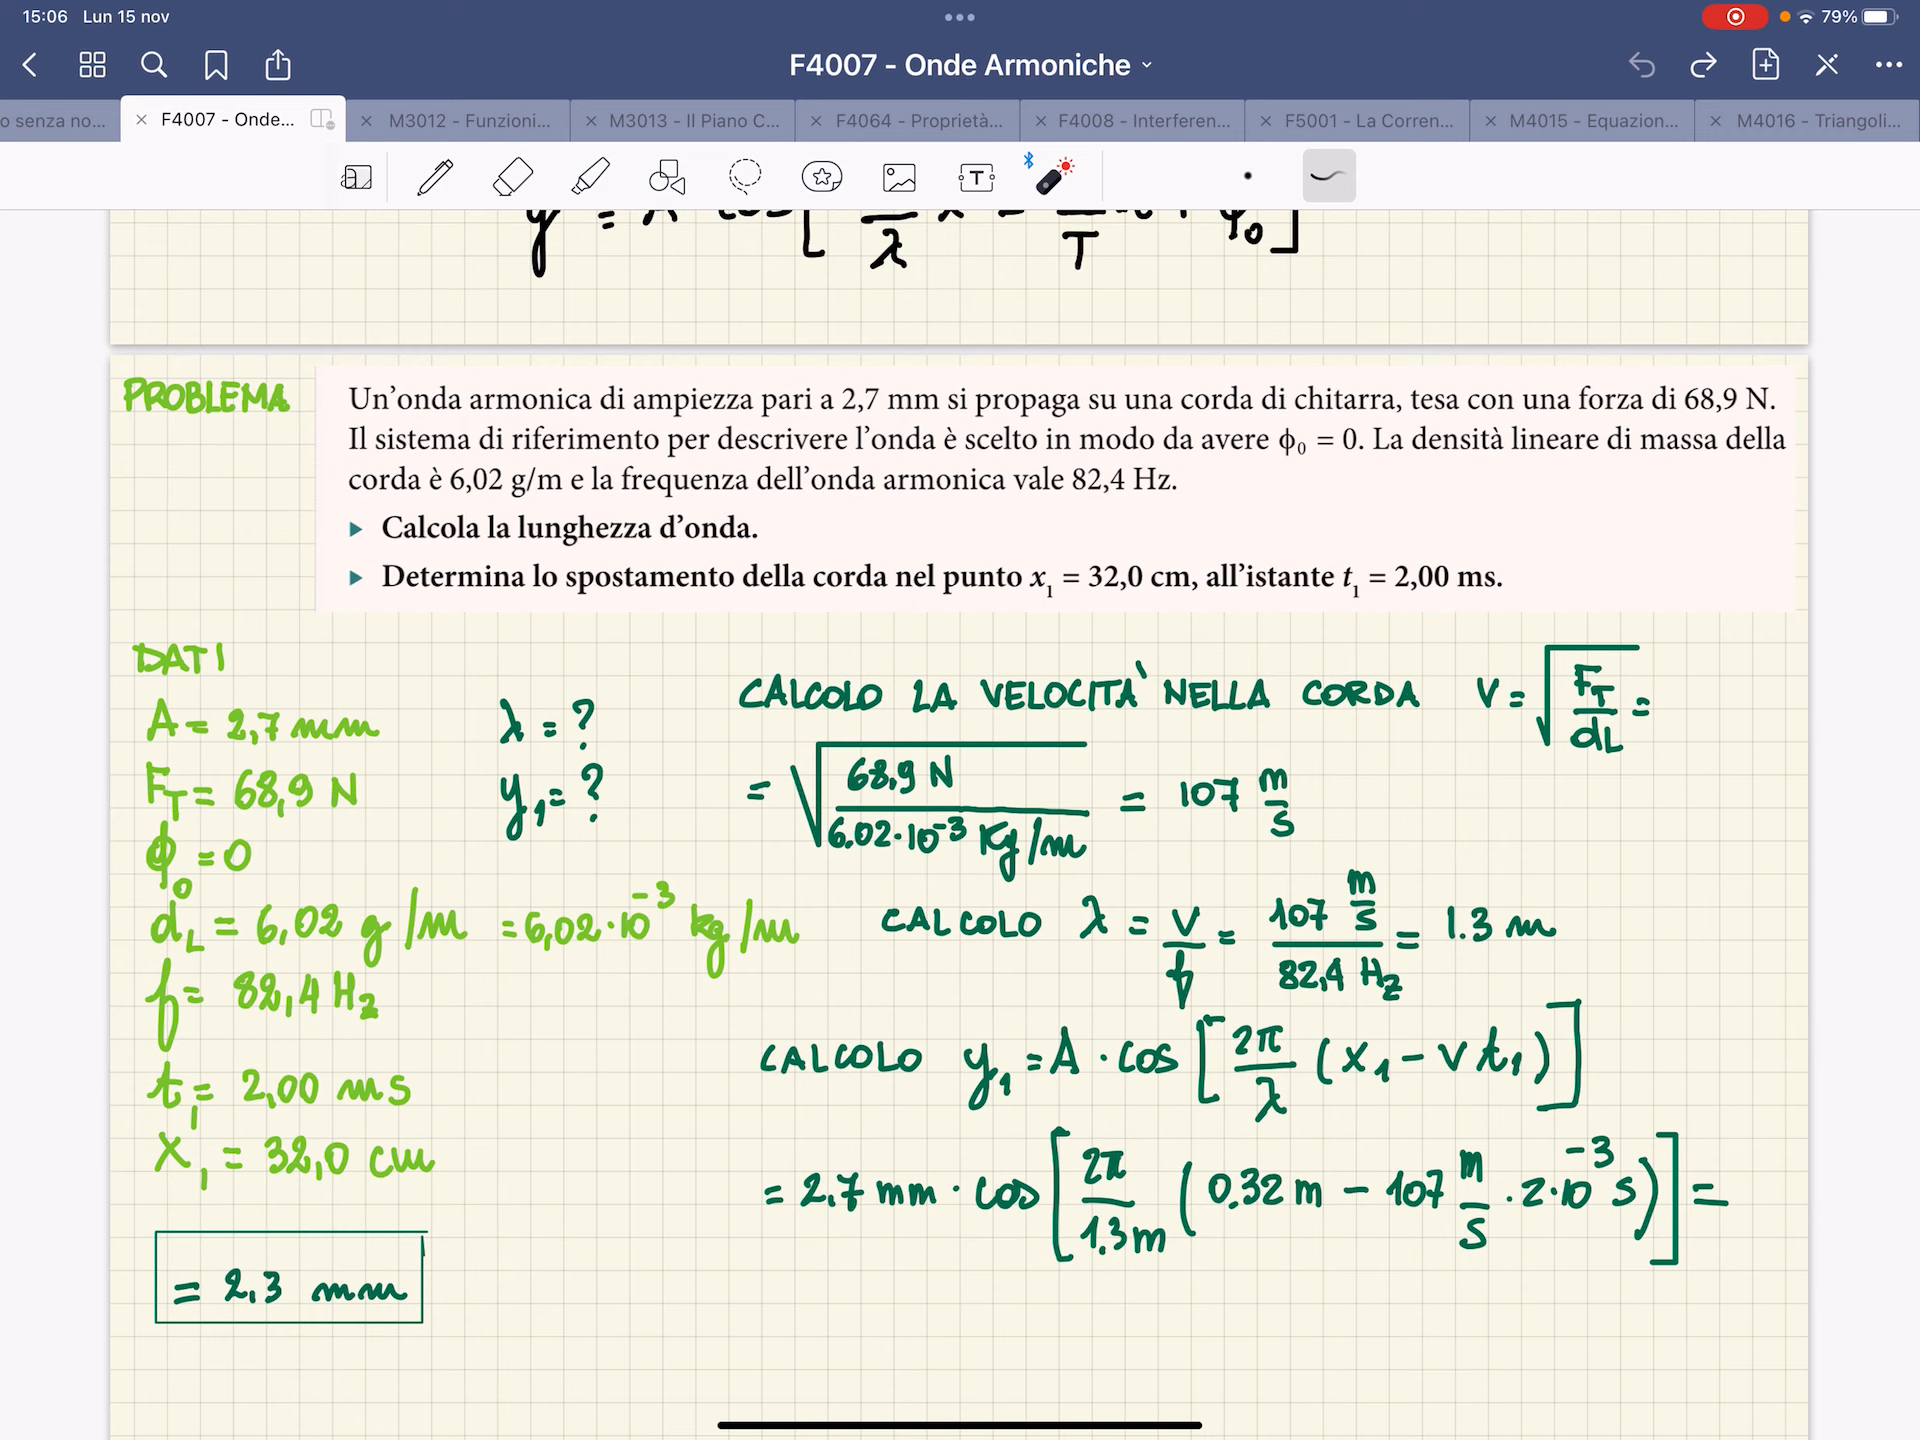 15:06 Lun 15 nov
79%
F4007 - Onde Armoniche
o senza no...
F4007 - Onde...
M3012 - Funzioni...
M3013 - Il Piano C...
F4064 - Proprietà...
F4008 - Interferen...
F5001 - La Corren...
M4015 - Equazion...
M4016 - Triangoli...
y = A cos [ λ x - T + φ₀ ]
PROBLEMA
Un'onda armonica di ampiezza pari a 2,7 mm si propaga su una corda di chitarra, tesa con una forza di 68,9 N.
Il sistema di riferimento per descrivere l'onda è scelto in modo da avere ϕ₀ = 0. La densità lineare di massa della
corda è 6,02 g/m e la frequenza dell'onda armonica vale 82,4 Hz.
▶ Calcola la lunghezza d'onda.
▶ Determina lo spostamento della corda nel punto x₁ = 32,0 cm, all'istante t₁ = 2,00 ms.
DATI
A = 2,7 mm
F_T = 68,9 N
ϕ₀ = 0
d_L = 6,02 g/m = 6,02·10⁻³ kg/m
f = 82,4 Hz
t₁ = 2,00 ms
x₁ = 32,0 cm
λ = ?
y₁ = ?
CALCOLO LA VELOCITA' NELLA CORDA V = √(F_T/d_L) =
= √(68,9 N / 6.02·10⁻³ Kg/m) = 107 m/s
CALCOLO λ = v/f = 107 m/s / 82,4 Hz = 1.3 m
CALCOLO y₁ = A · cos [ 2π/λ (x₁ - v t₁) ]
= 2.7 mm · cos [ 2π/1.3m ( 0.32 m - 107 m/s · 2·10⁻³ s ) ] =
= 2.3 mm